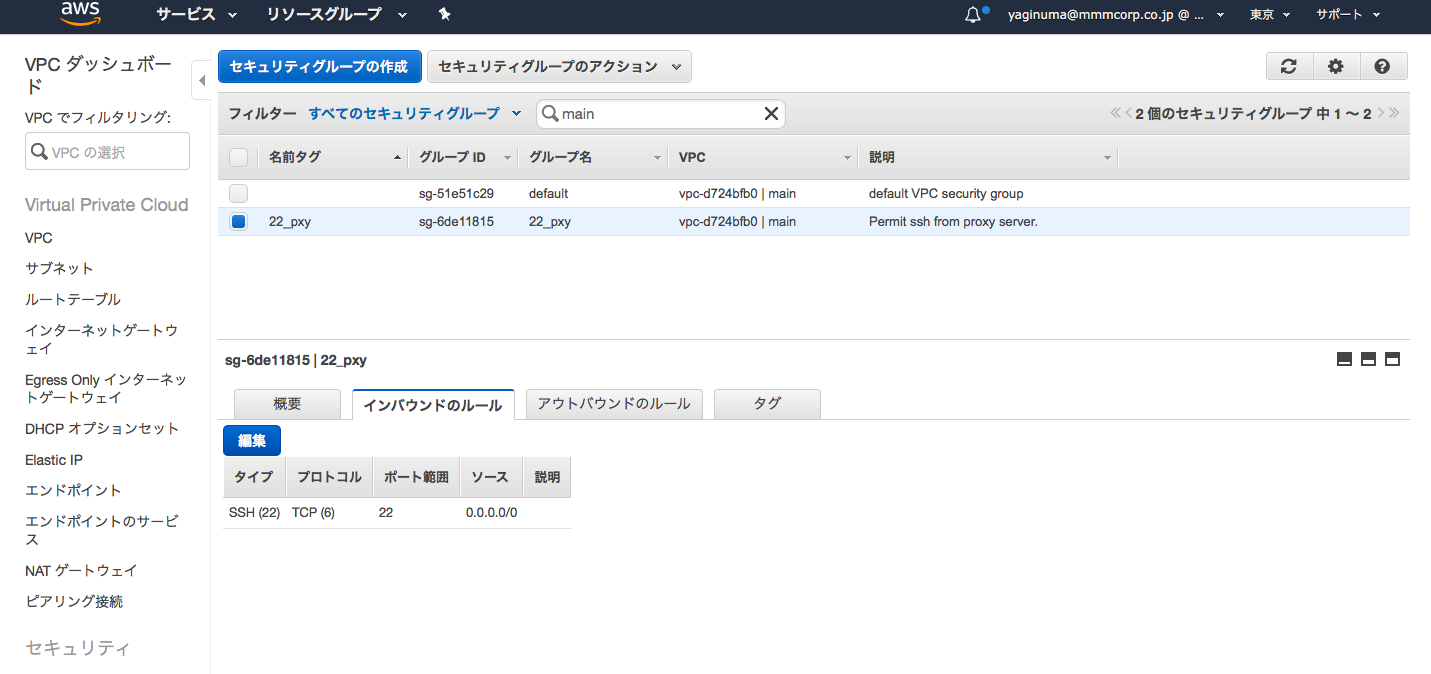 aws
サービス
リソースグループ
yaginuma@mmmcorp.co.jp @ ...
東京
サポート
VPC ダッシュボー
ド
VPC でフィルタリング:
VPC の選択
Virtual Private Cloud
VPC
サブネット
ルートテーブル
インターネットゲートウ
ェイ
Egress Only インターネッ
トゲートウェイ
DHCP オプションセット
Elastic IP
エンドポイント
エンドポイントのサービ
ス
NAT ゲートウェイ
ピアリング接続
セキュリティ
セキュリティグループの作成
セキュリティグループのアクション
フィルター すべてのセキュリティグループ
main
2 個のセキュリティグループ 中 1 〜 2
名前タグ グループ ID グループ名 VPC 説明
sg-51e51c29 default vpc-d724bfb0 | main default VPC security group
22_pxy sg-6de11815 22_pxy vpc-d724bfb0 | main Permit ssh from proxy server.
sg-6de11815 | 22_pxy
概要 インバウンドのルール アウトバウンドのルール タグ
編集
タイプ プロトコル ポート範囲 ソース 説明
SSH (22) TCP (6) 22 0.0.0.0/0